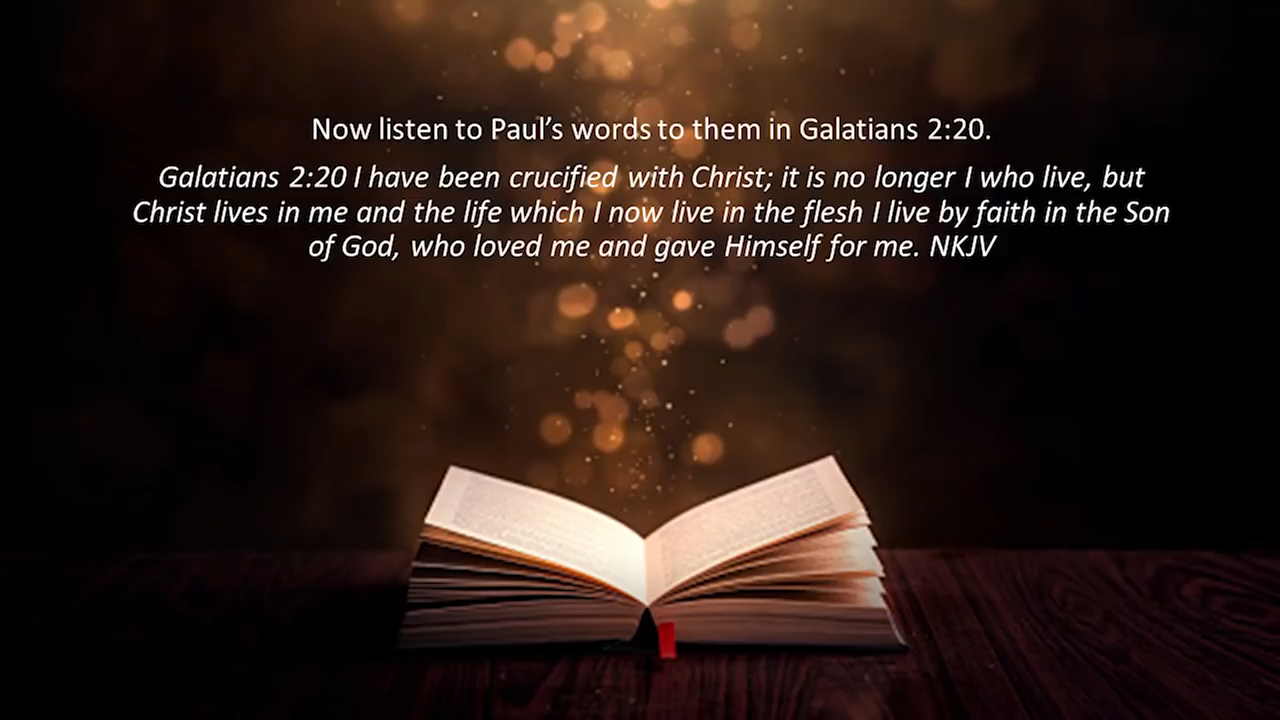 Now listen to Paul’s words to them in Galatians 2:20.
Galatians 2:20 I have been crucified with Christ; it is no longer I who live, but
Christ lives in me and the life which I now live in the flesh I live by faith in the Son
of God, who loved me and gave Himself for me. NKJV